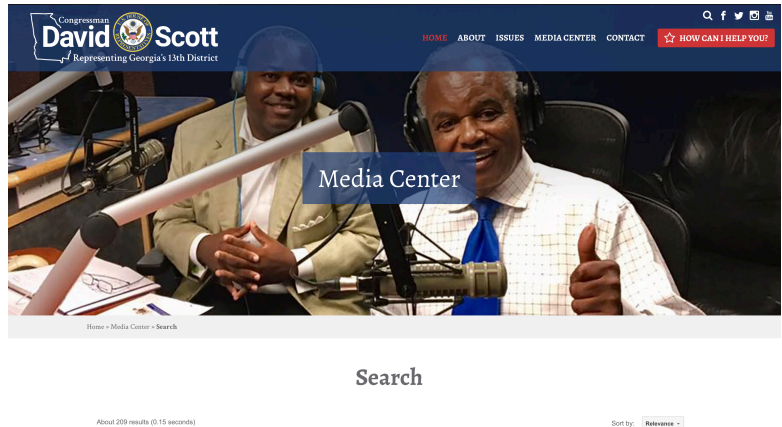 Congressman
David Scott
Representing Georgia's 13th District
HOME ABOUT ISSUES MEDIA CENTER CONTACT HOW CAN I HELP YOU?
Media Center
Home » Media Center » Search
Search
About 209 results (0.15 seconds)
Sort by: Relevance